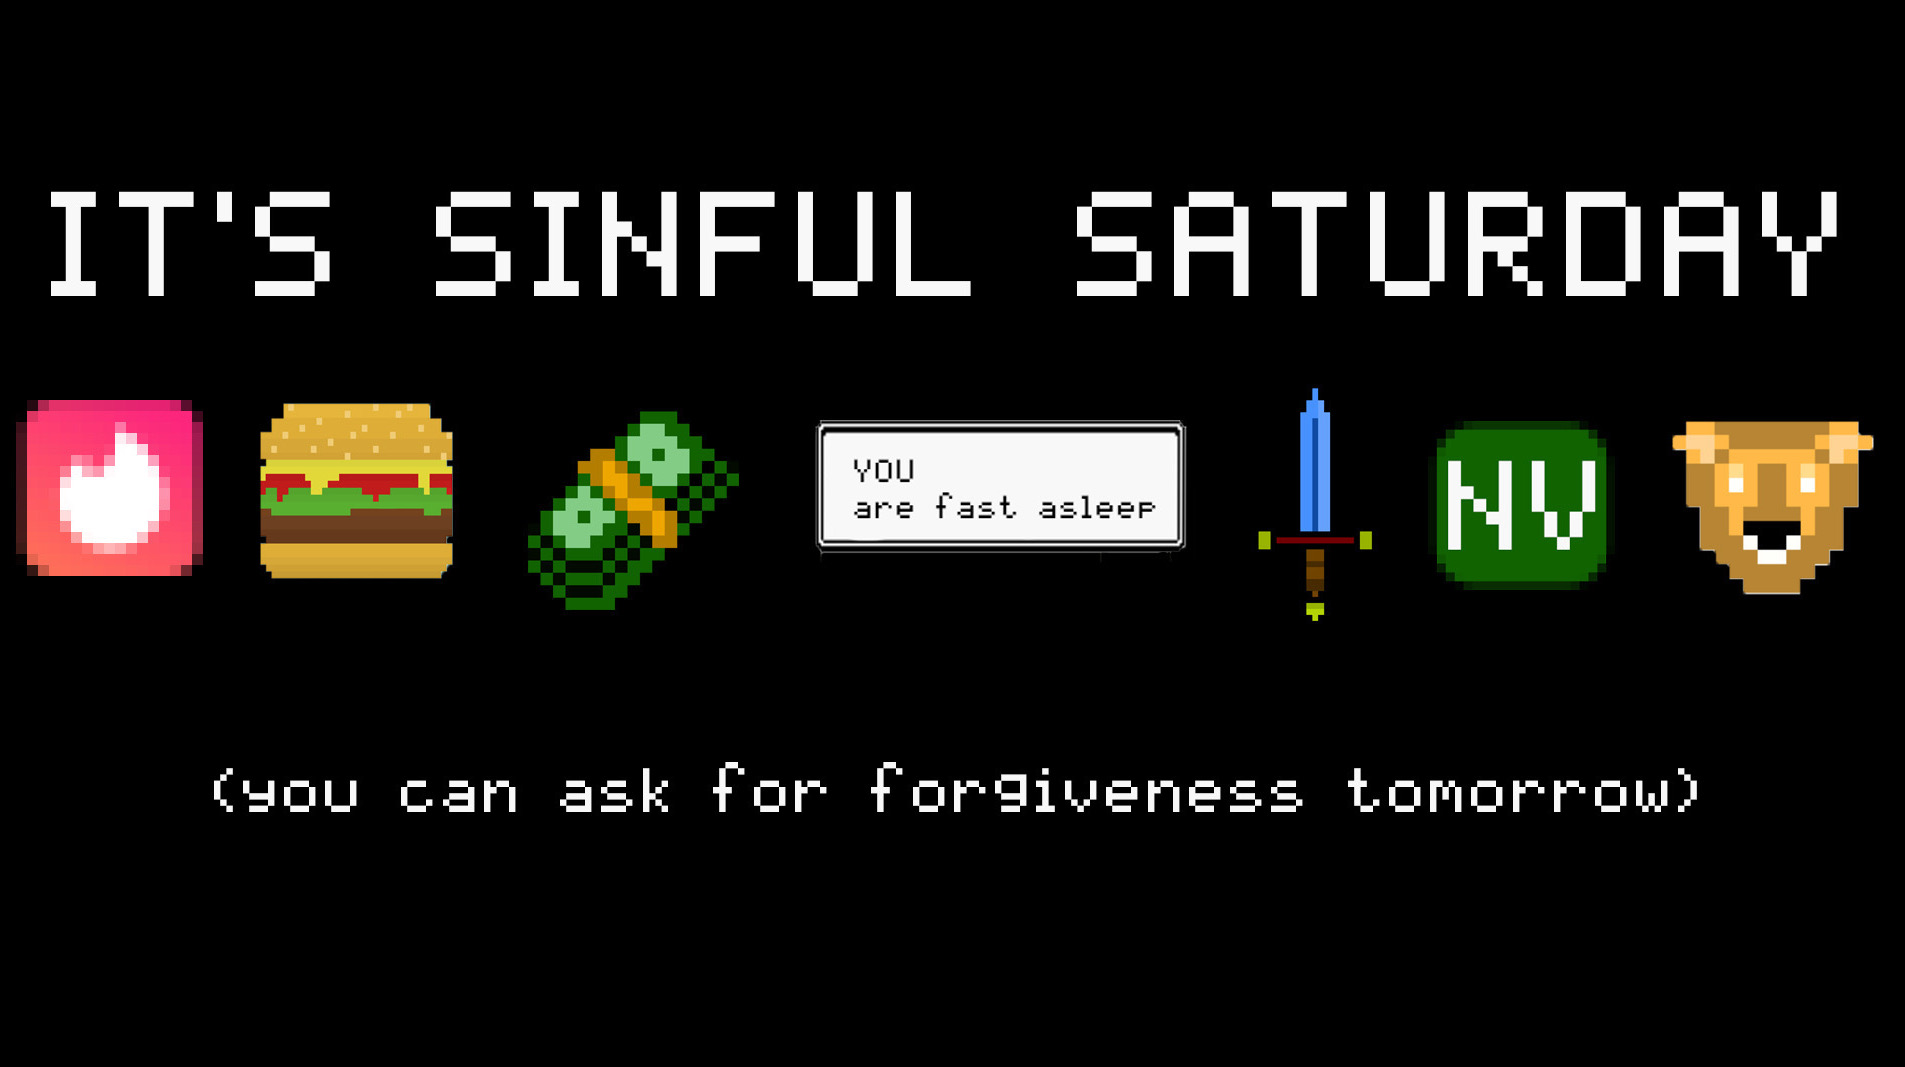 IT'S SINFUL SATURDAY
YOU
are fast asleep
NV
(you can ask for forgiveness tomorrow)